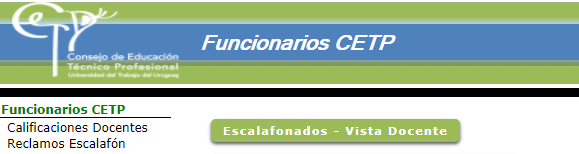 CETP
Consejo de Educación
Técnico Profesional
Universidad del Trabajo del Uruguay
Funcionarios CETP
Funcionarios CETP
Calificaciones Docentes
Reclamos Escalafón
Escalafonados - Vista Docente